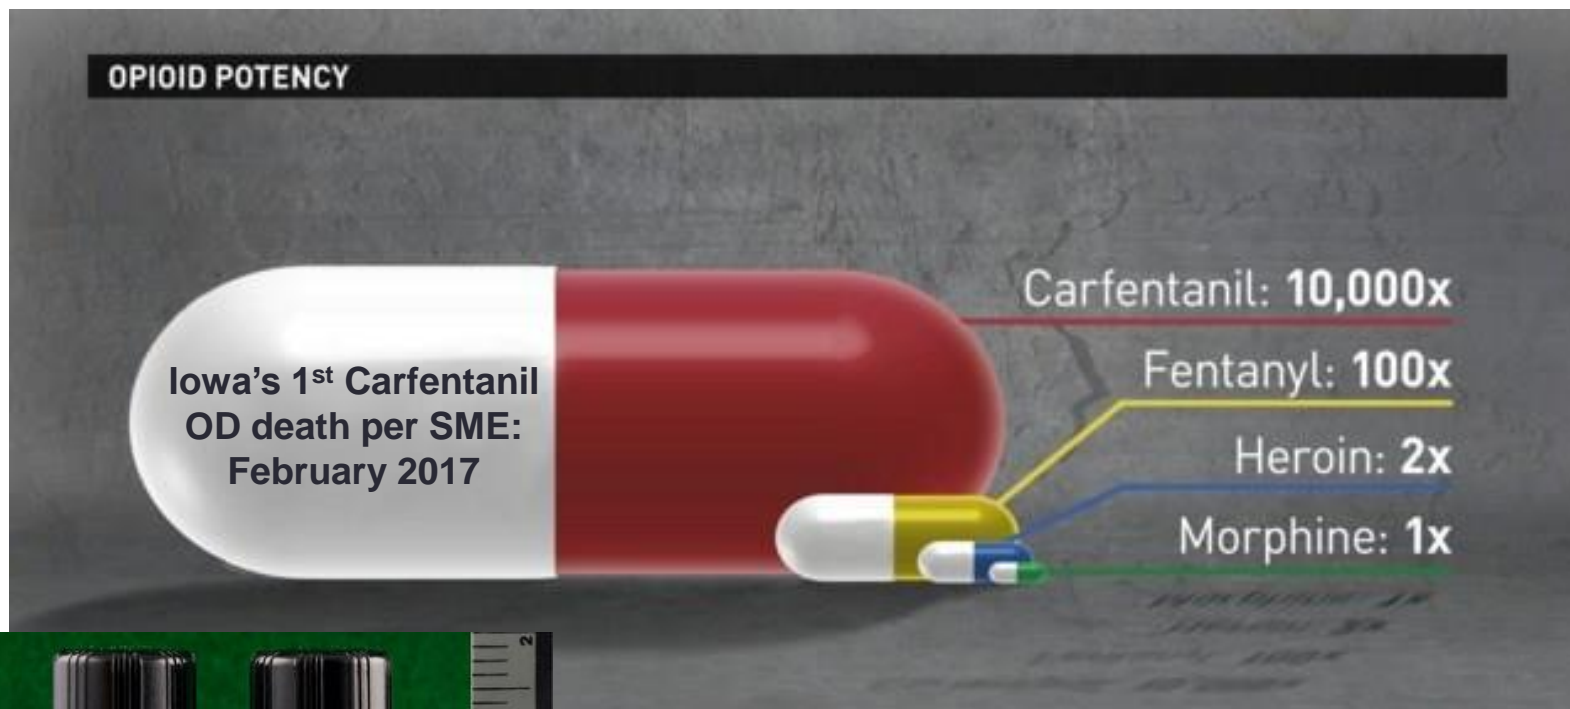 OPIOID POTENCY
Carfentanil: 10,000x
Iowa's 1st Carfentanil
OD death per SME:
February 2017
Fentanyl: 100x
Heroin: 2x
Morphine: 1x
2